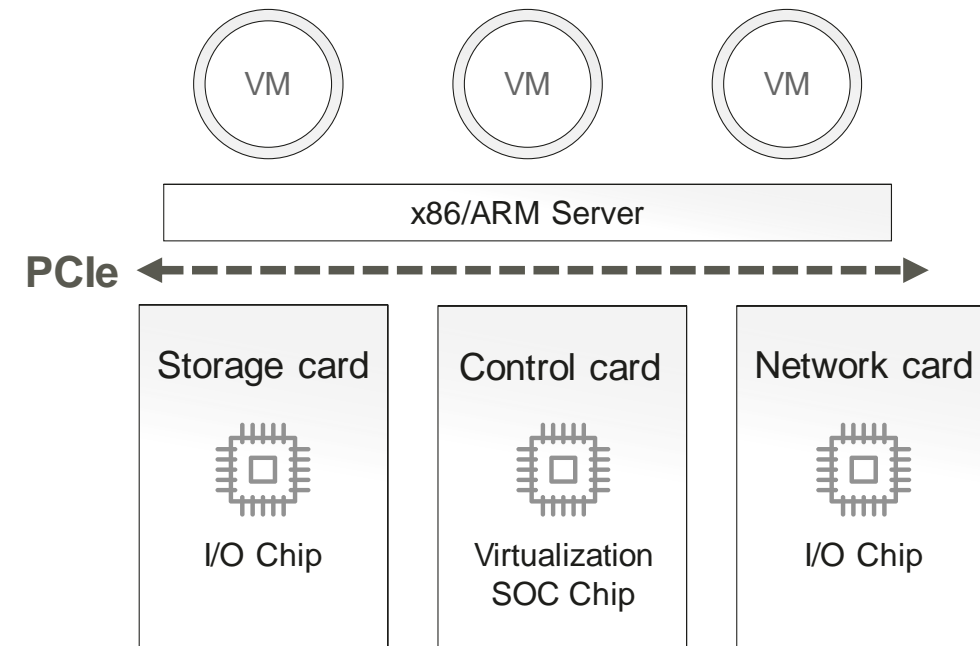 VM
VM
VM
x86/ARM Server
PCIe
Storage card
Control card
Network card
I/O Chip
Virtualization
SOC Chip
I/O Chip